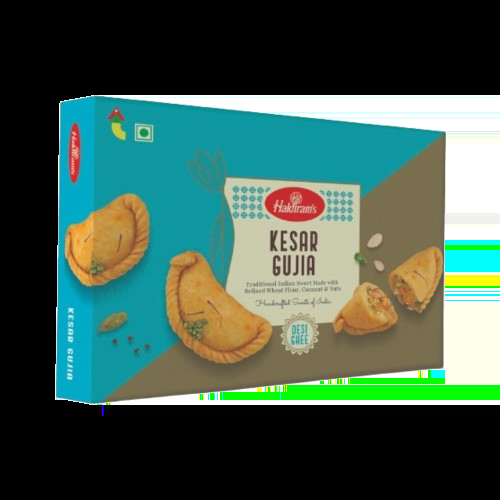 Haldiram's
KESAR
GUJIA
Traditional Indian Sweet Made with
Refined Wheat Flour, Coconut & Nuts
Handcrafted Sweets of India
DESI
GHEE
Haldiram's
KESAR GUJIA